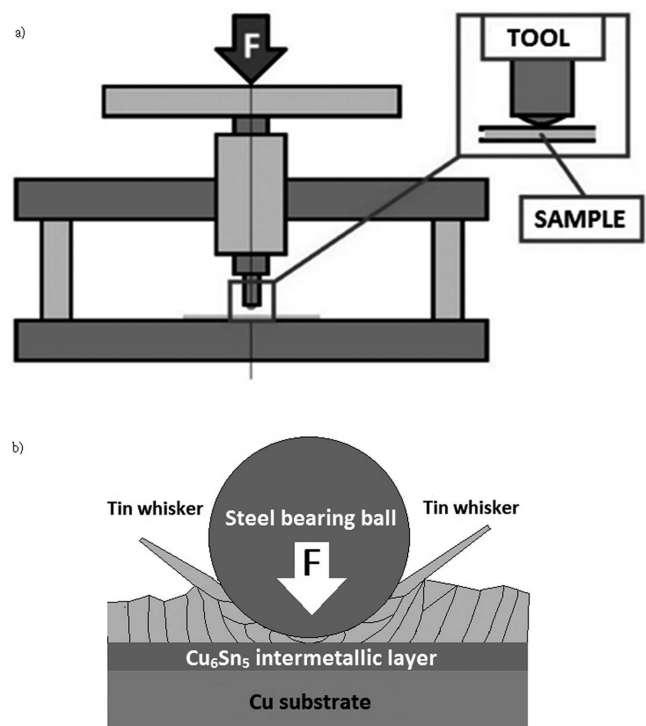 a)
F
TOOL
SAMPLE
b)
Tin whisker
Tin whisker
Steel bearing ball
F
Cu₆Sn₅ intermetallic layer
Cu substrate